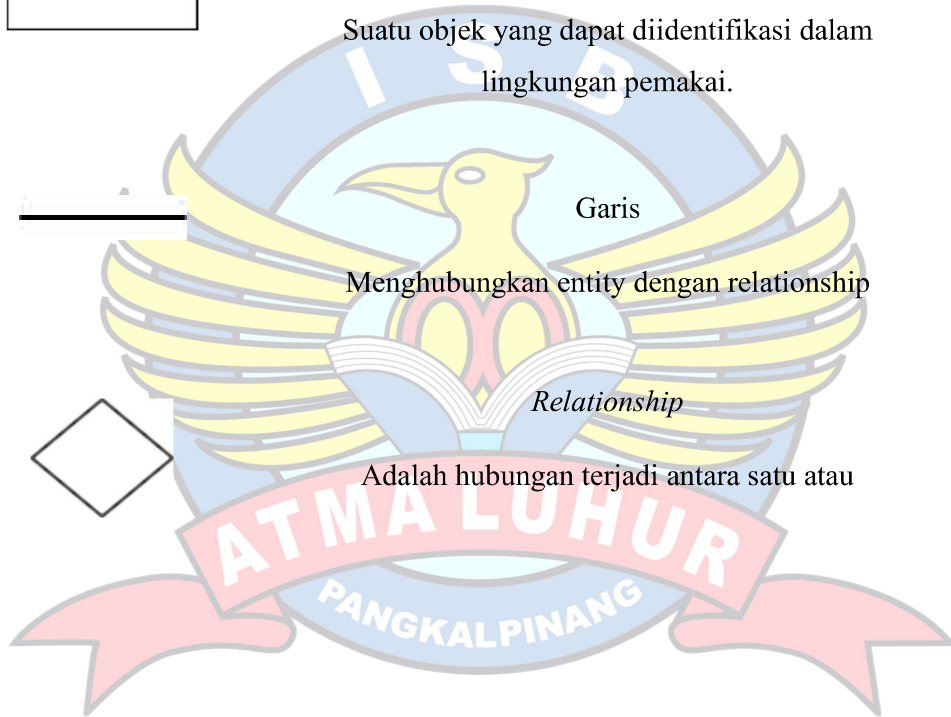 Suatu objek yang dapat diidentifikasi dalam
lingkungan pemakai.
Garis
Menghubungkan entity dengan relationship
Relationship
Adalah hubungan terjadi antara satu atau
I S B
ATMA LUHUR
PANGKALPINANG